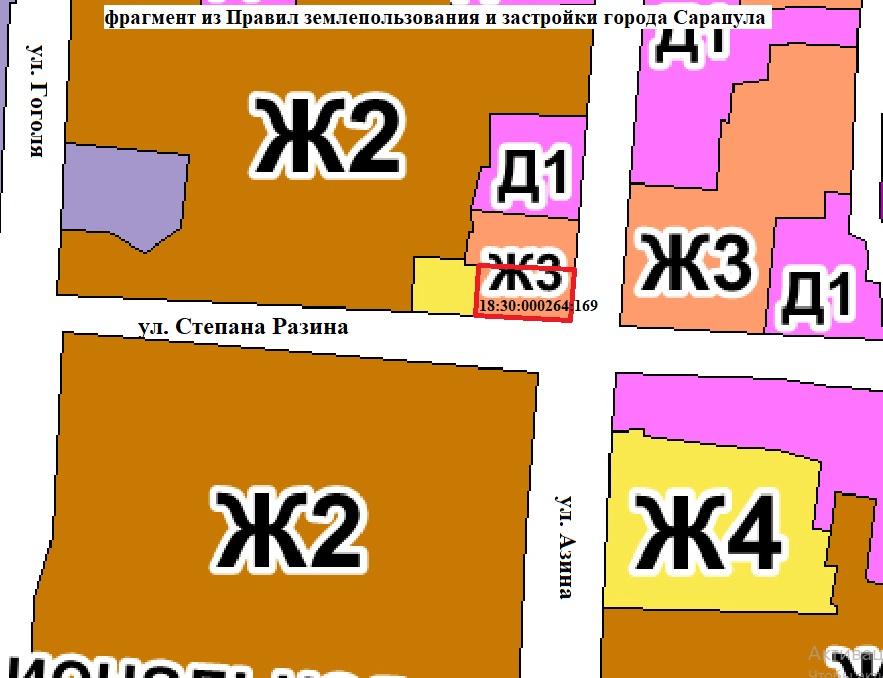 фрагмент из Правил землепользования и застройки города Сарапула
Д1
ул. Гоголя
Ж2
Д1
Ж3
Ж3
Д1
18:30:000264:169
ул. Степана Разина
Ж2
ул. Азина
Ж4